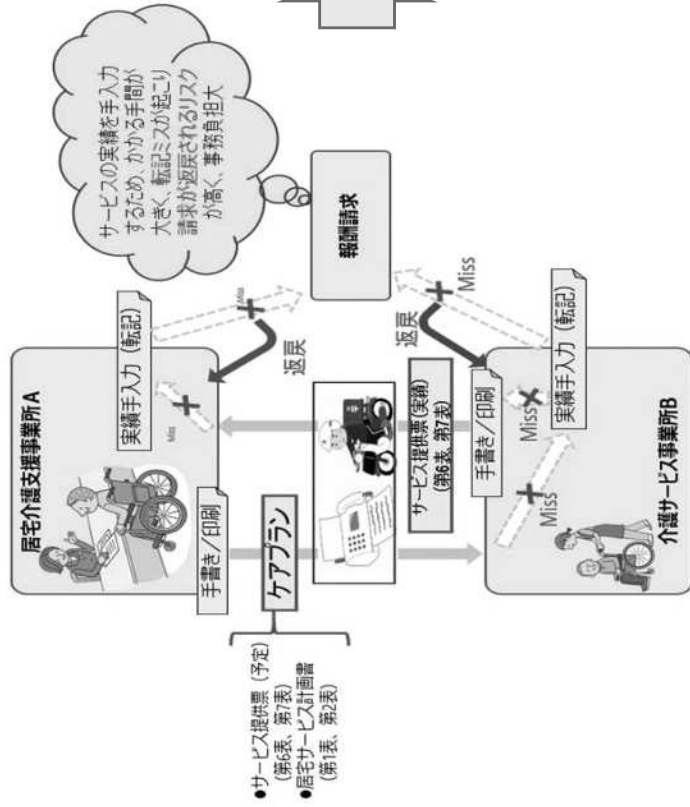 サービスの実績を手入力
するため、かかる手間が
大きく、転記ミスが起こり
請求が返戻されるリスク
が高く、事務負担大
居宅介護支援事業所A
実績手入力（転記）
Miss
Miss
返戻
報酬請求
手書き／印刷
ケアプラン
●サービス提供票（予定）
（第6表、第7表）
●居宅サービス計画書
（第1表、第2表）
サービス提供票（実績）
（第6表、第7表）
返戻
Miss
手書き／印刷
Miss
実績手入力（転記）
Miss
介護サービス事業所B